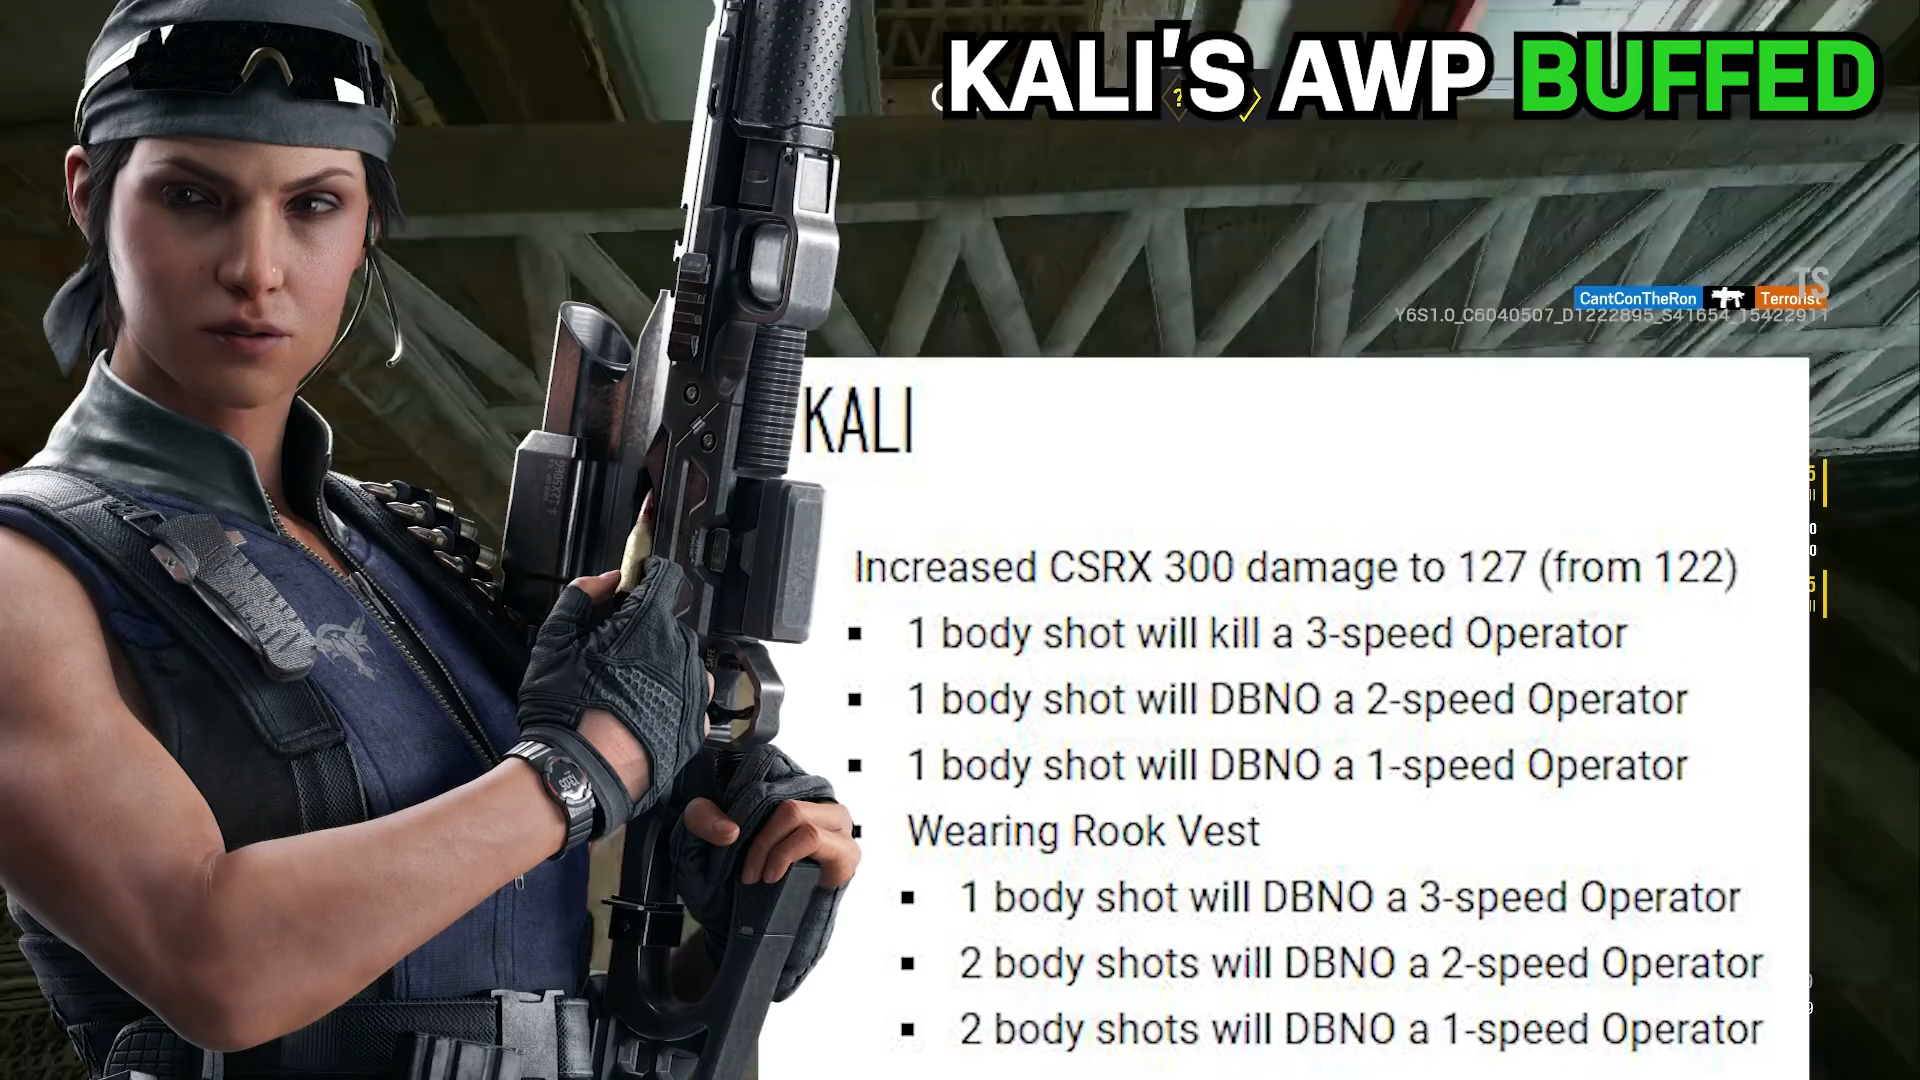 KALI'S AWP BUFFED
CantConTheRon Terrorist
TS
Y6S1.0_C6040507_D1222895_S41654_15422911
KALI
Increased CSRX 300 damage to 127 (from 122)
▪ 1 body shot will kill a 3-speed Operator
▪ 1 body shot will DBNO a 2-speed Operator
▪ 1 body shot will DBNO a 1-speed Operator
▪ Wearing Rook Vest
▪ 1 body shot will DBNO a 3-speed Operator
▪ 2 body shots will DBNO a 2-speed Operator
▪ 2 body shots will DBNO a 1-speed Operator